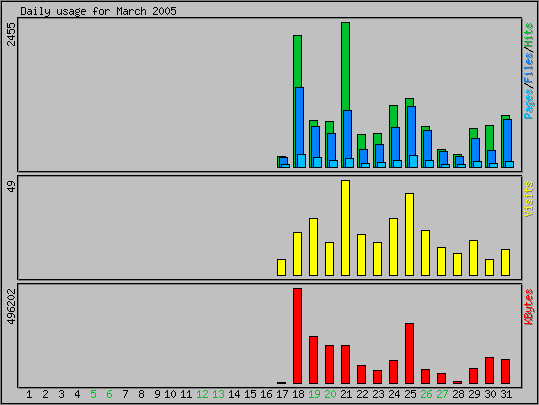 Daily usage for March 2005
2455
Pages/Files/Hits
49
Visits
496202
KBytes
1 2 3 4 5 6 7 8 9 10 11 12 13 14 15 16 17 18 19 20 21 22 23 24 25 26 27 28 29 30 31